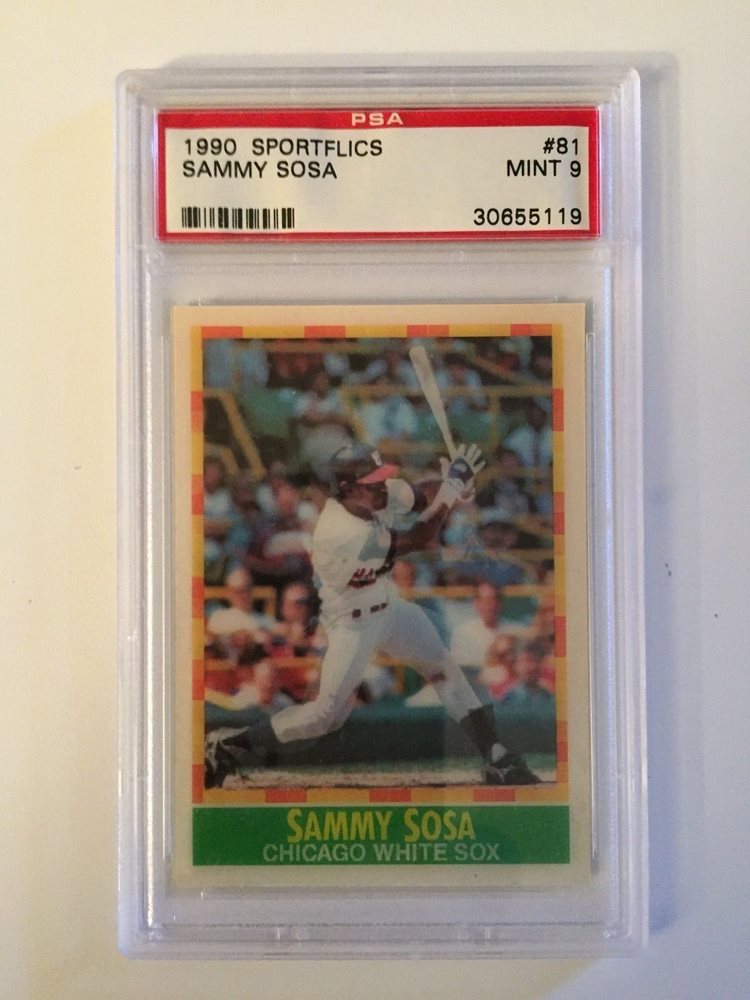 PSA
1990 SPORTFLICS #81
SAMMY SOSA MINT 9
30655119
SAMMY SOSA
CHICAGO WHITE SOX